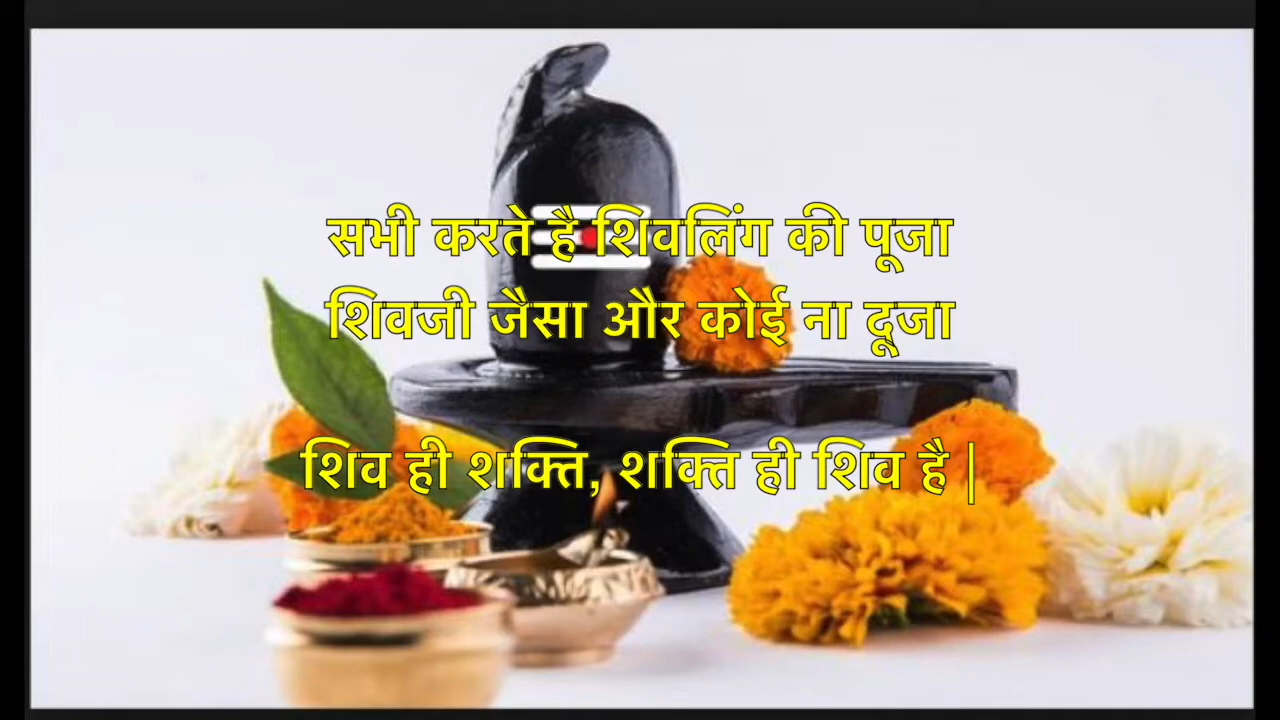 सभी करते है शिवलिंग की पूजा
शिवजी जैसा और कोई ना दूजा
शिव ही शक्ति, शक्ति ही शिव है |